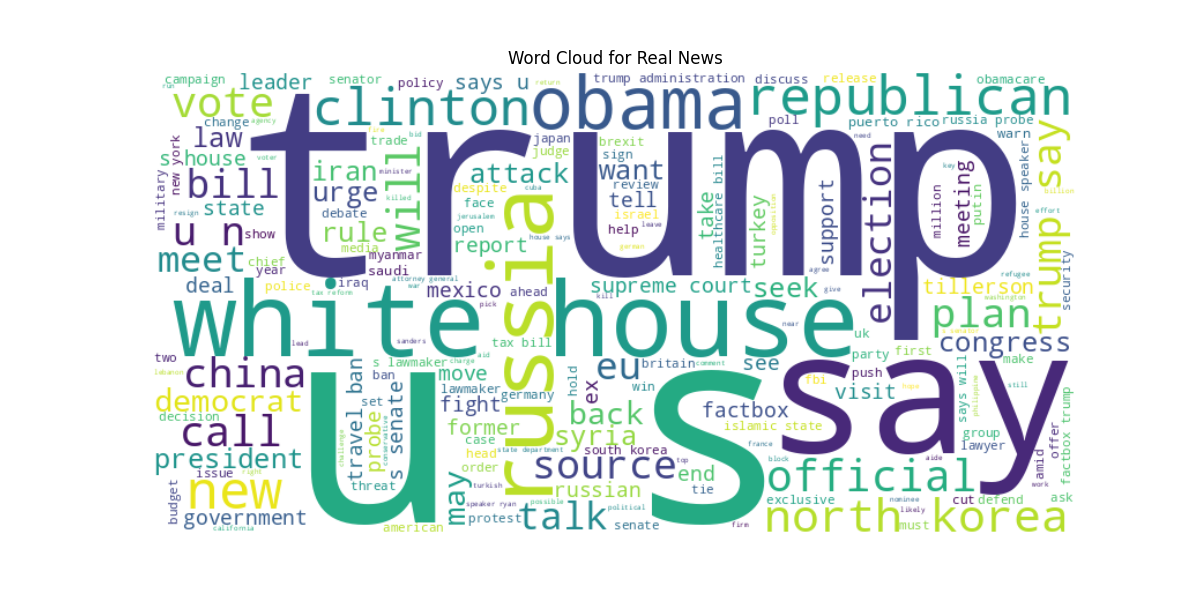 Word Cloud for Real News
campaign
leader
senator
policy
says u
return
trump administration
discuss
release
obamacare
run
vote
clinton
obama
republican
change
agency
fire
trade
bid
japan
judge
brexit
sign
poll
puerto rico
russia probe
warn
need
law
trump
s house
voter
new york
military
iran
minister
will
attack
want
review
tell
israel
help
leave
german
healthcare bill
take
turkey
opposition
support
election
million
meeting
putin
key
house speaker
trump say
billion
effort
bill
urge
killed
despite
cuba
face
jerusalem
open
house says
resign
state
debate
u n
show
rule
media
report
russia
myanmar
saudi
meet
chief
year
iraq
attorney general
war
agree
refugee
security
deal
police
tax reform
mexico
ahead
pick
supreme court
kill
seek
give
tillerson
washington
white house
plan
near
uk
s senator
congress
lead
sanders
tax bill
two
lebanon
china
travel ban
s lawmaker
charge
aid
ban
move
eu
britain
comment
see
party
first
make
push
say
democrat
decision
set
lawmaker
germany
hold
ex
win
fbi
visit
hope
says will
philippine
still
call
challenge
probe
conservative
s senate
fight
former
back
factbox
islamic state
group
lawyer
offer
amid
factbox trump
u s
case
syria
france
president
head
state department
south korea
issue
right
order
source
top
end
block
official
aide
work
budget
new
threat
may
turkish
russian
tie
exclusive
nominee
cut
defend
ask
government
speaker ryan
possible
political
north korea
likely
must
california
american
protest
talk
senate
firm